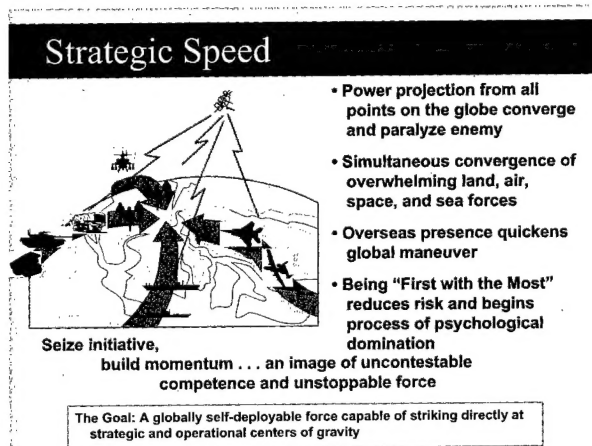 Strategic Speed
• Power projection from all
points on the globe converge
and paralyze enemy
• Simultaneous convergence of
overwhelming land, air,
space, and sea forces
• Overseas presence quickens
global maneuver
• Being "First with the Most"
reduces risk and begins
process of psychological
domination
Seize initiative,
build momentum . . . an image of uncontestable
competence and unstoppable force
The Goal: A globally self-deployable force capable of striking directly at
strategic and operational centers of gravity